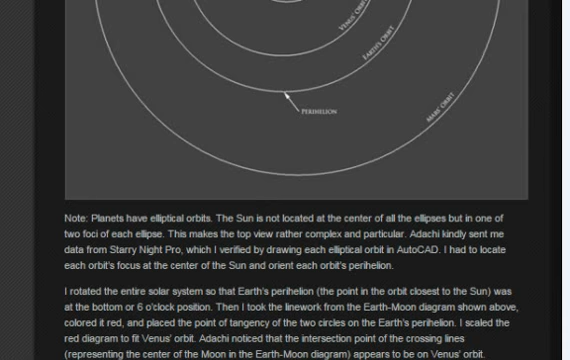 VENUS' ORBIT
EARTH'S ORBIT
PERIHELION
MARS' ORBIT
Note: Planets have elliptical orbits. The Sun is not located at the center of all the ellipses but in one of
two foci of each ellipse. This makes the top view rather complex and particular. Adachi kindly sent me
data from Starry Night Pro, which I verified by drawing each elliptical orbit in AutoCAD. I had to locate
each orbit's focus at the center of the Sun and orient each orbit's perihelion.
I rotated the entire solar system so that Earth's perihelion (the point in the orbit closest to the Sun) was
at the bottom or 6 o'clock position. Then I took the linework from the Earth-Moon diagram shown above,
colored it red, and placed the point of tangency of the two circles on the Earth's perihelion. I scaled the
red diagram to fit Venus' orbit. Adachi noticed that the intersection point of the crossing lines
(representing the center of the Moon in the Earth-Moon diagram) appears to be on Venus' orbit.